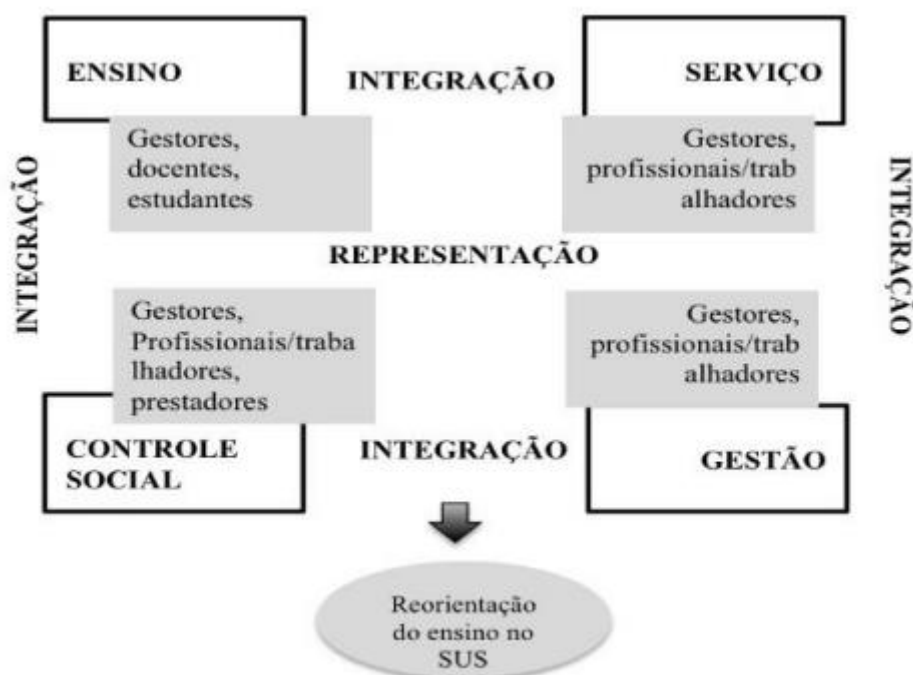 ENSINO
INTEGRAÇÃO
SERVIÇO
Gestores,
docentes,
estudantes
Gestores,
profissionais/trab
alhadores
INTEGRAÇÃO
INTEGRAÇÃO
REPRESENTAÇÃO
Gestores,
Profissionais/traba
lhadores,
prestadores
Gestores,
profissionais/trab
alhadores
CONTROLE
SOCIAL
INTEGRAÇÃO
GESTÃO
Reorientação
do ensino no
SUS